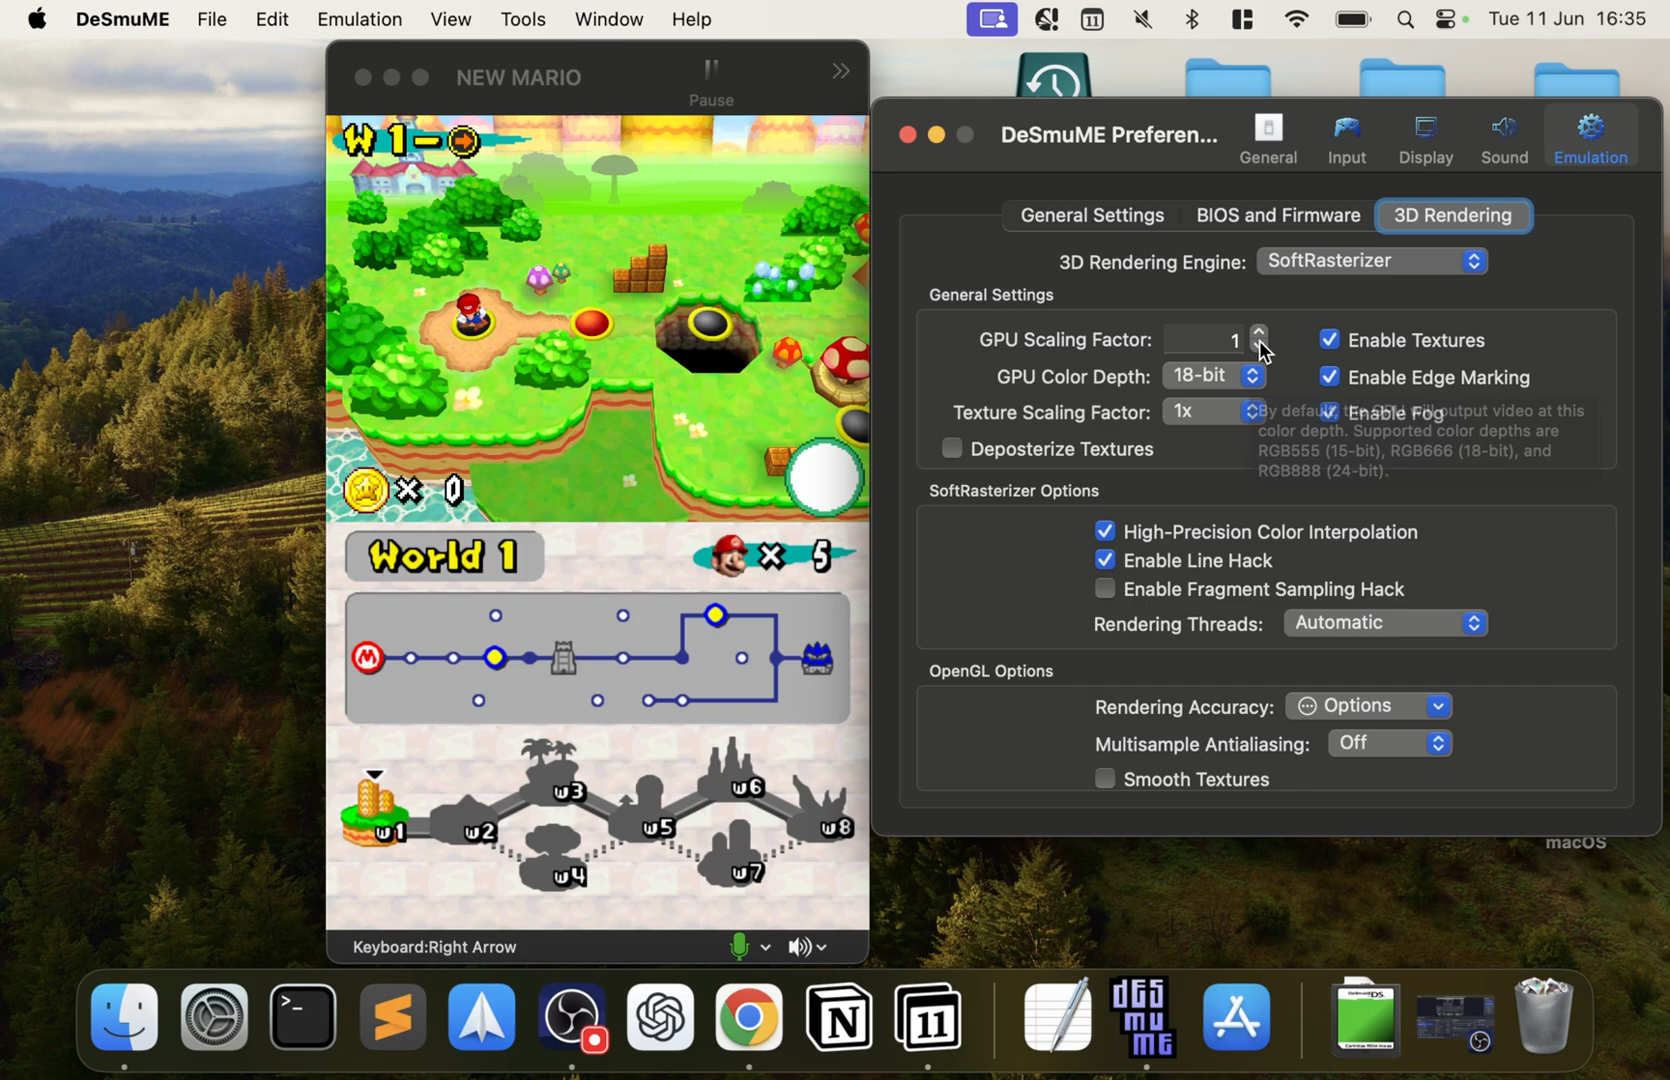 DeSmuME File Edit Emulation View Tools Window Help 11 Tue 11 Jun 16:35
NEW MARIO
Pause
W 1-
× 0
World 1
× 5
w1 w2 w3 w4 w5 w6 w7 w8
Keyboard:Right Arrow
DeSmuME Preferen...
General Input Display Sound Emulation
General Settings BIOS and Firmware 3D Rendering
3D Rendering Engine: SoftRasterizer
General Settings
GPU Scaling Factor: 1
Enable Textures
GPU Color Depth: 18-bit
Enable Edge Marking
Texture Scaling Factor: 1x
Enable Fog
By default, the GPU will output video at this
color depth. Supported color depths are
RGB555 (15-bit), RGB666 (18-bit), and
RGB888 (24-bit).
Deposterize Textures
SoftRasterizer Options
High-Precision Color Interpolation
Enable Line Hack
Enable Fragment Sampling Hack
Rendering Threads: Automatic
OpenGL Options
Rendering Accuracy: Options
Multisample Antialiasing: Off
Smooth Textures
macOS
>_
N
11
dES
mu
mE